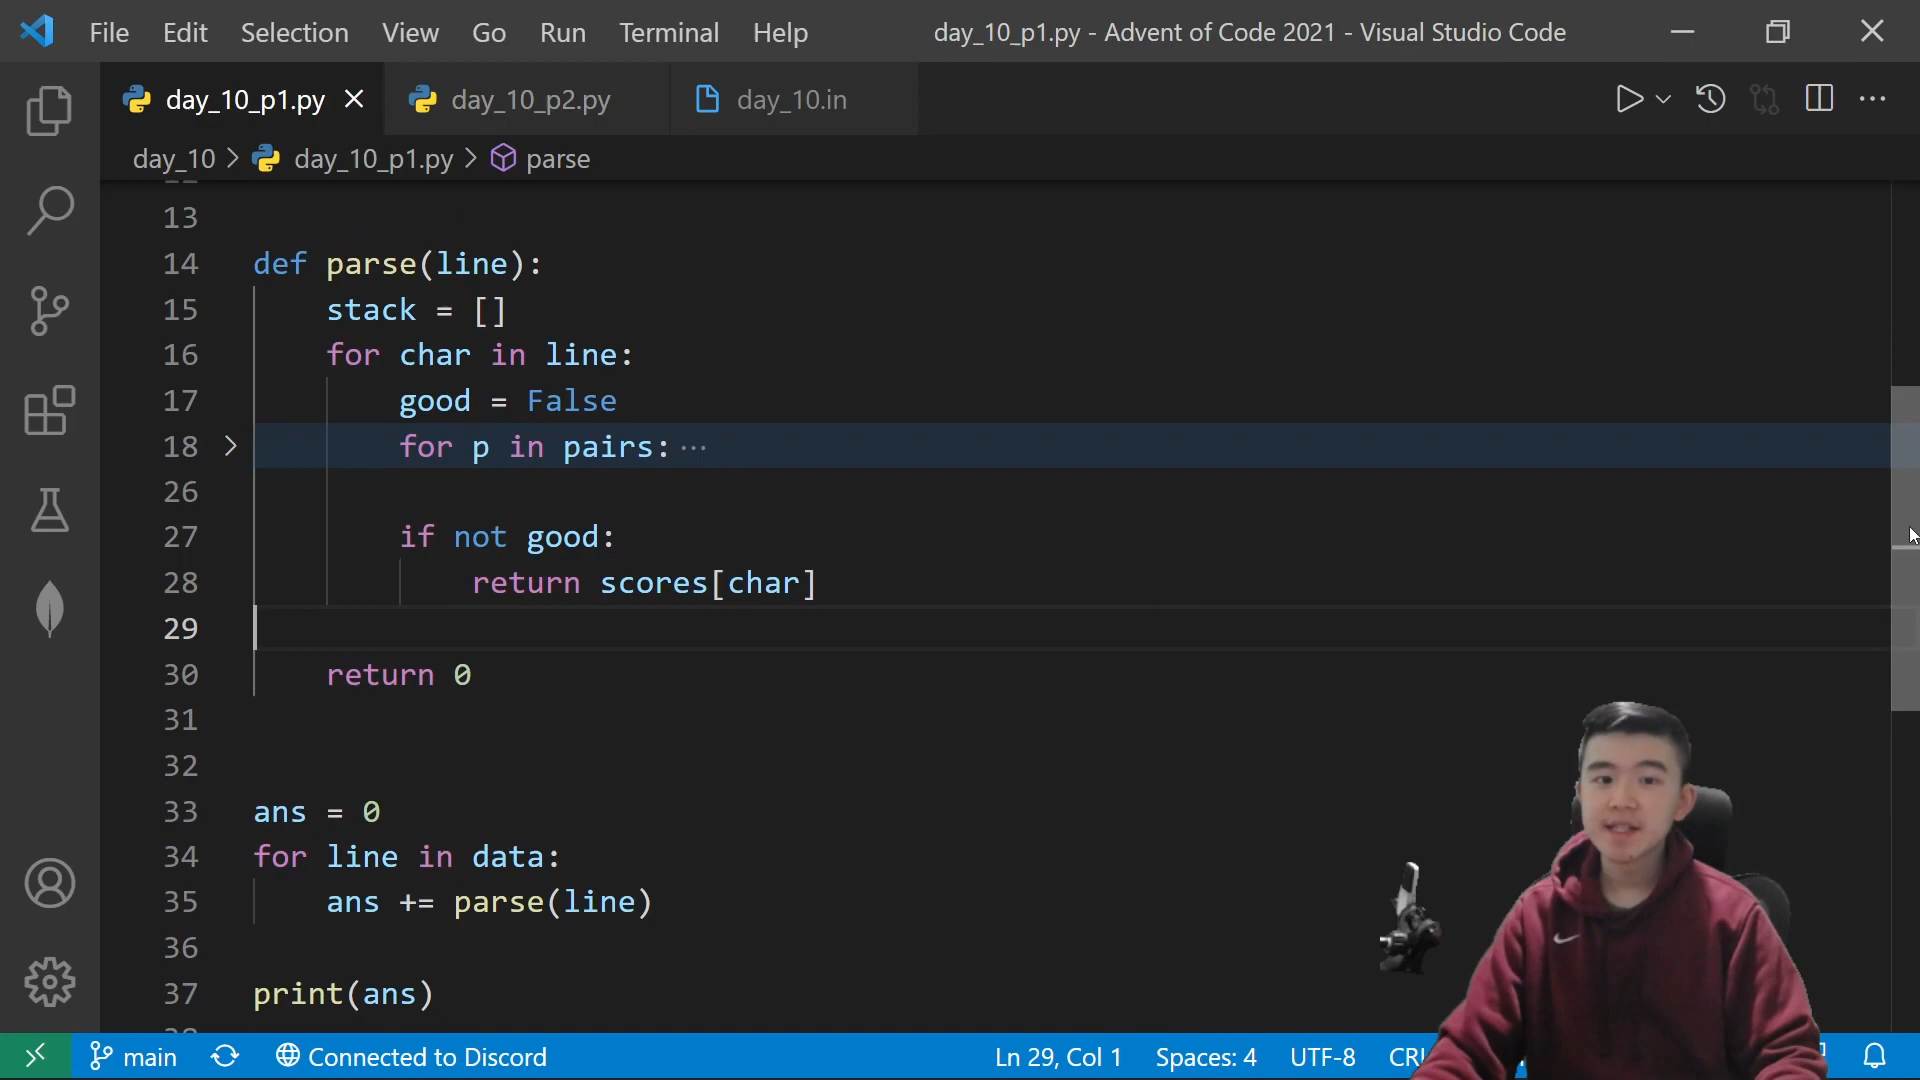 File Edit Selection View Go Run Terminal Help day_10_p1.py - Advent of Code 2021 - Visual Studio Code
day_10_p1.py day_10_p2.py day_10.in
day_10 > day_10_p1.py > parse
13
14 def parse(line):
15 stack = []
16 for char in line:
17 good = False
18 for p in pairs: ···
26
27 if not good:
28 return scores[char]
29
30 return 0
31
32
33 ans = 0
34 for line in data:
35 ans += parse(line)
36
37 print(ans)
main Connected to Discord Ln 29, Col 1 Spaces: 4 UTF-8